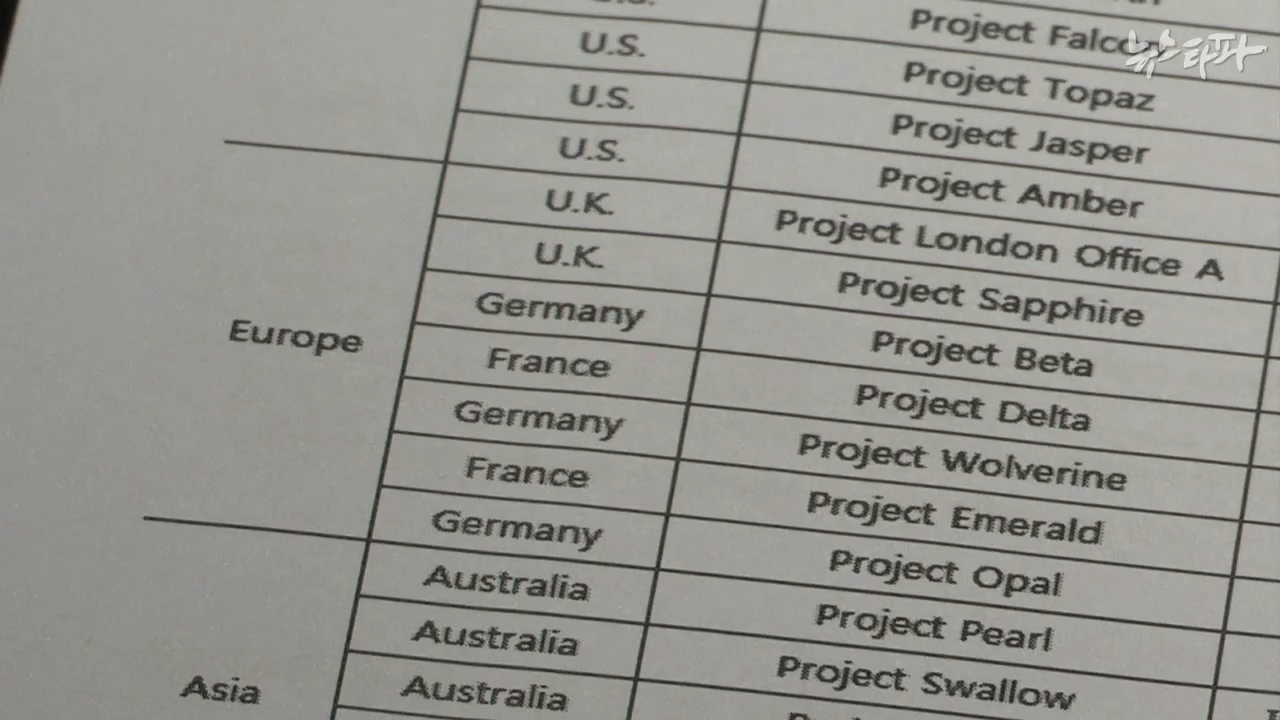 Project Falcon
뉴스타파
U.S. Project Topaz
U.S. Project Jasper
U.S. Project Amber
U.K. Project London Office A
U.K. Project Sapphire
Germany Project Beta
Europe France Project Delta
Germany Project Wolverine
France Project Emerald
Germany Project Opal
Australia Project Pearl
Australia Project Swallow
Australia
Asia